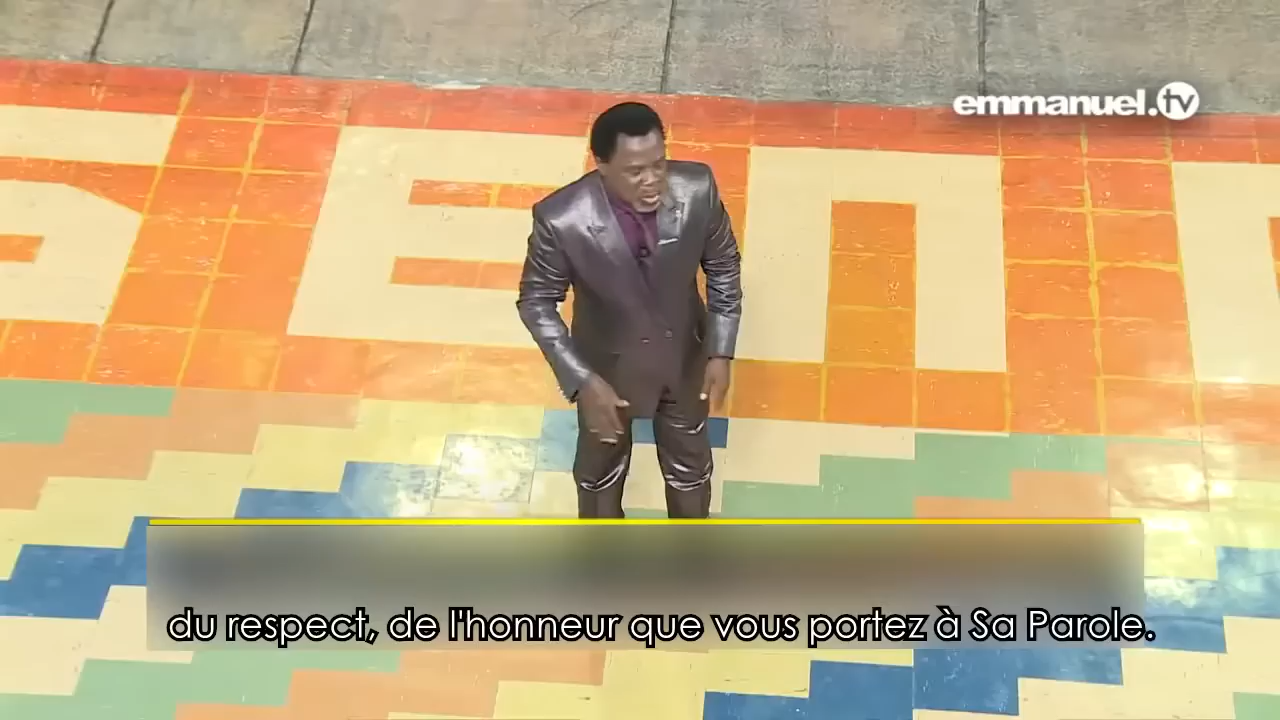 emmanuel.tv
du respect, de l'honneur que vous portez à Sa Parole.